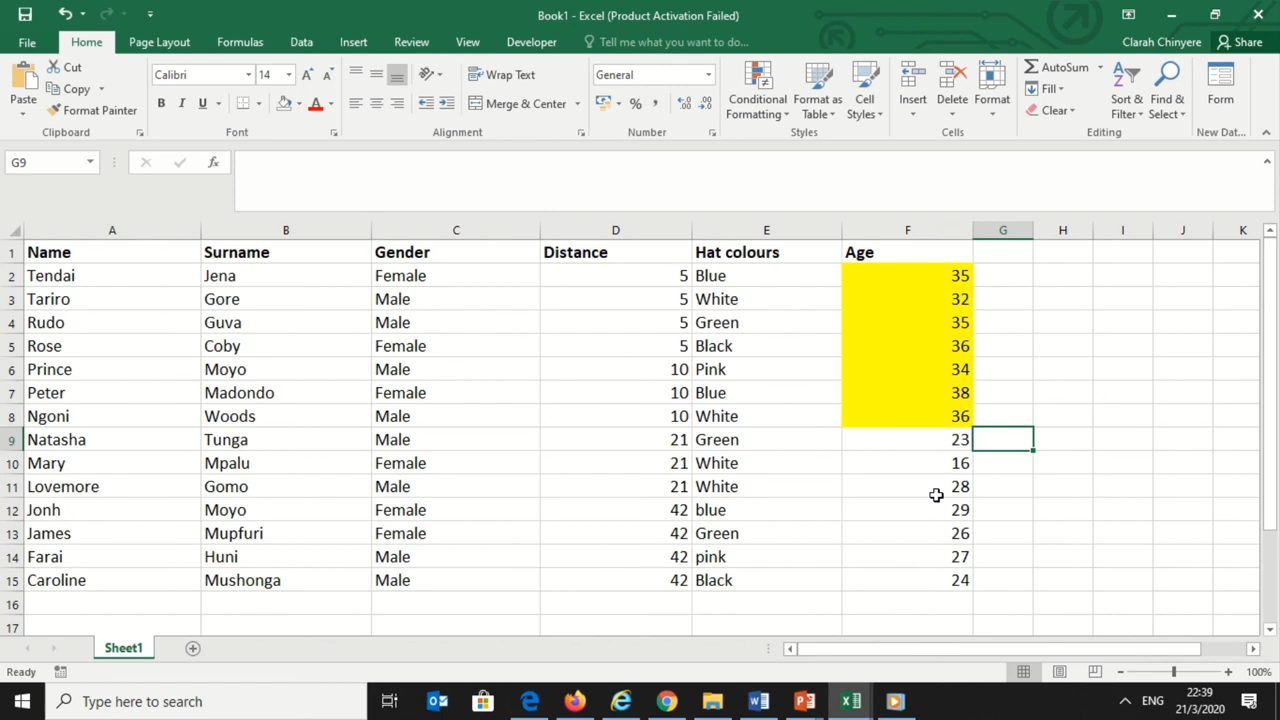 Book1 - Excel (Product Activation Failed)
File Home Page Layout Formulas Data Insert Review View Developer Tell me what you want to do... Clarah Chinyere Share
Paste Cut Copy Format Painter Clipboard
Calibri 14 A A B I U A Font
Wrap Text Merge & Center Alignment
General % , Number
Conditional Formatting Format as Table Cell Styles Styles
Insert Delete Format Cells
AutoSum Fill Clear Sort & Filter Find & Select Editing
Form New Dat...
G9 fx
A B C D E F G H I J K
1 Name Surname Gender Distance Hat colours Age
2 Tendai Jena Female 5 Blue 35
3 Tariro Gore Male 5 White 32
4 Rudo Guva Male 5 Green 35
5 Rose Coby Female 5 Black 36
6 Prince Moyo Male 10 Pink 34
7 Peter Madondo Female 10 Blue 38
8 Ngoni Woods Male 10 White 36
9 Natasha Tunga Male 21 Green 23
10 Mary Mpalu Female 21 White 16
11 Lovemore Gomo Male 21 White 28
12 Jonh Moyo Female 42 blue 29
13 James Mupfuri Female 42 Green 26
14 Farai Huni Male 42 pink 27
15 Caroline Mushonga Male 42 Black 24
16
17
Sheet1
Ready 100%
Type here to search ENG 22:39
21/3/2020